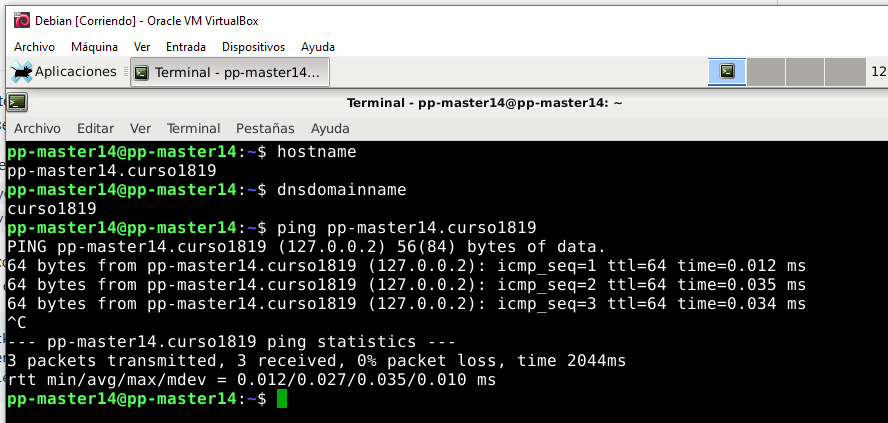 Debian [Corriendo] - Oracle VM VirtualBox
Archivo Máquina Ver Entrada Dispositivos Ayuda
Aplicaciones Terminal - pp-master14... 12
Terminal - pp-master14@pp-master14: ~
Archivo Editar Ver Terminal Pestañas Ayuda
pp-master14@pp-master14:~$ hostname
pp-master14.curso1819
pp-master14@pp-master14:~$ dnsdomainname
curso1819
pp-master14@pp-master14:~$ ping pp-master14.curso1819
PING pp-master14.curso1819 (127.0.0.2) 56(84) bytes of data.
64 bytes from pp-master14.curso1819 (127.0.0.2): icmp_seq=1 ttl=64 time=0.012 ms
64 bytes from pp-master14.curso1819 (127.0.0.2): icmp_seq=2 ttl=64 time=0.035 ms
64 bytes from pp-master14.curso1819 (127.0.0.2): icmp_seq=3 ttl=64 time=0.034 ms
^C
--- pp-master14.curso1819 ping statistics ---
3 packets transmitted, 3 received, 0% packet loss, time 2044ms
rtt min/avg/max/mdev = 0.012/0.027/0.035/0.010 ms
pp-master14@pp-master14:~$